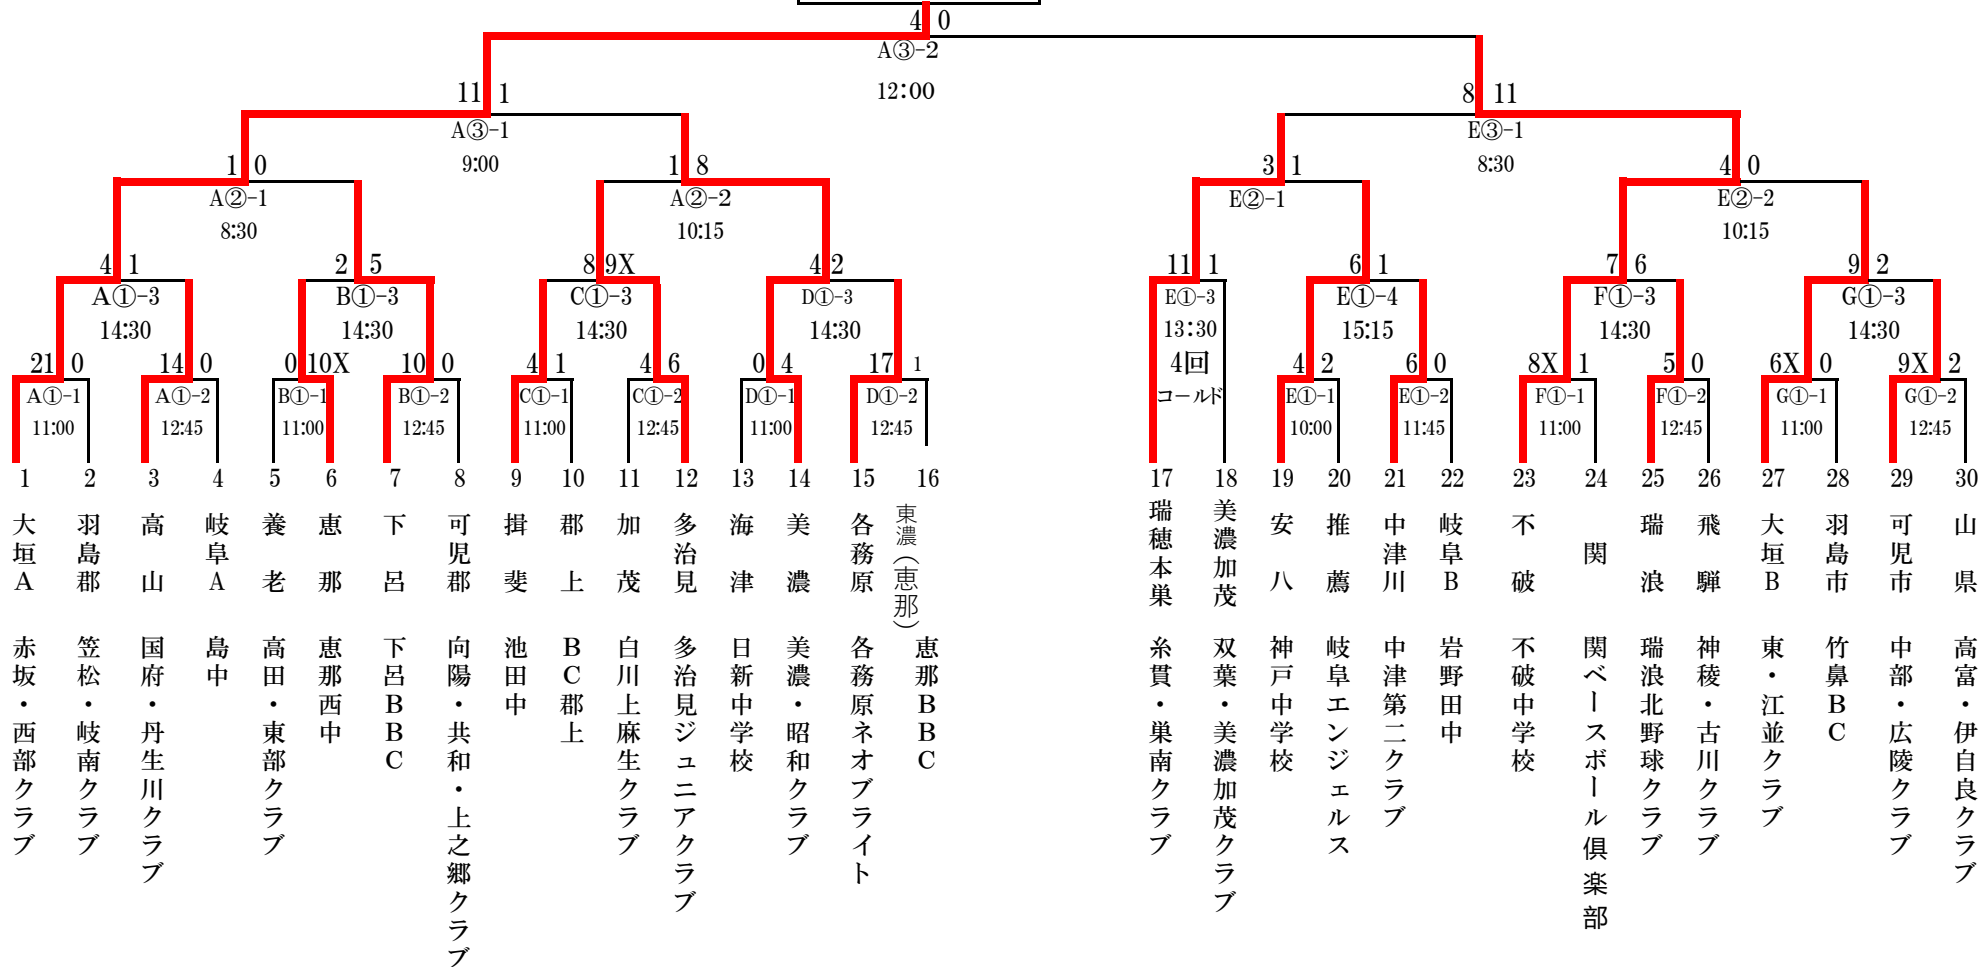 4 0
A③-2
12:00
11 1
A③-1
9:00
8 11
E③-1
8:30
1 0
A②-1
8:30
1 8
A②-2
10:15
3 1
E②-1
4 0
E②-2
10:15
4 1
A①-3
14:30
2 5
B①-3
14:30
8 9X
C①-3
14:30
4 2
D①-3
14:30
11 1
E①-3
13:30
4回
コールド
6 1
E①-4
15:15
7 6
F①-3
14:30
9 2
G①-3
14:30
21 0
A①-1
11:00
14 0
A①-2
12:45
0 10X
B①-1
11:00
10 0
B①-2
12:45
4 1
C①-1
11:00
4 6
C①-2
12:45
0 4
D①-1
11:00
17 1
D①-2
12:45
4 2
E①-1
10:00
6 0
E①-2
11:45
8X 1
F①-1
11:00
5 0
F①-2
12:45
6X 0
G①-1
11:00
9X 2
G①-2
12:45
1 大垣A 赤坂・西部クラブ
2 羽島郡 笠松・岐南クラブ
3 高山 国府・丹生川クラブ
4 岐阜A 島中
5 養老 高田・東部クラブ
6 恵那 恵那西中
7 下呂 下呂BBC
8 可児郡 向陽・共和・上之郷クラブ
9 揖斐 池田中
10 郡上 BC郡上
11 加茂 白川上麻生クラブ
12 多治見 多治見ジュニアクラブ
13 海津 日新中学校
14 美濃 美濃・昭和クラブ
15 各務原 各務原ネオブライト
16 東濃(恵那) 恵那BBC
17 瑞穂本巣 糸貫・巣南クラブ
18 美濃加茂 双葉・美濃加茂クラブ
19 安八 神戸中学校
20 推薦 岐阜エンジェルス
21 中津川 中津第二クラブ
22 岐阜B 岩野田中
23 不破 不破中学校
24 関 関ベースボール倶楽部
25 瑞浪 瑞浪北野球クラブ
26 飛騨 神稜・古川クラブ
27 大垣B 東・江並クラブ
28 羽島市 竹鼻BC
29 可児市 中部・広陵クラブ
30 山県 高富・伊自良クラブ